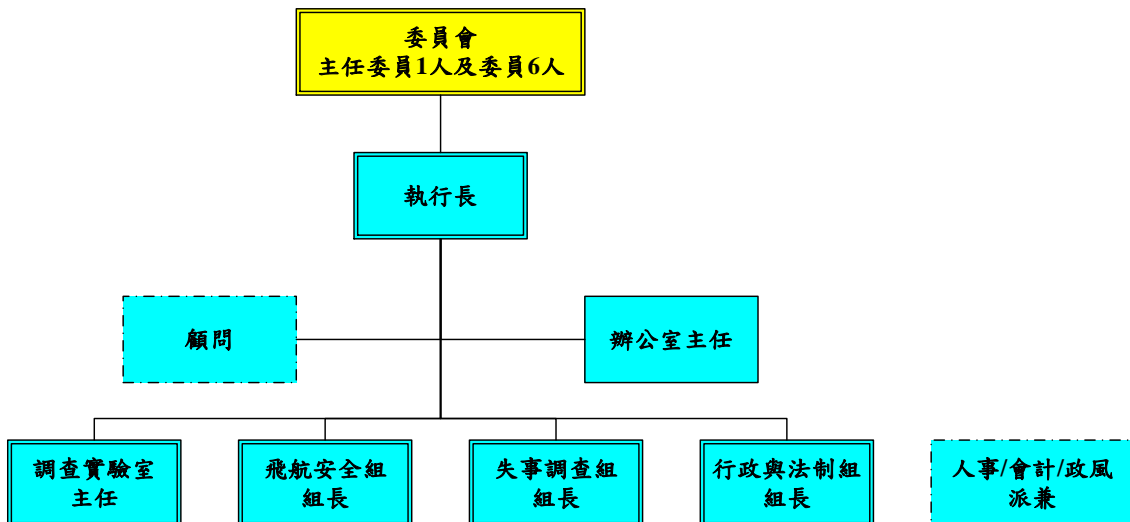 委員會
主任委員1人及委員6人
執行長
顧問
辦公室主任
調查實驗室
主任
飛航安全組
組長
失事調查組
組長
行政與法制組
組長
人事/會計/政風
派兼